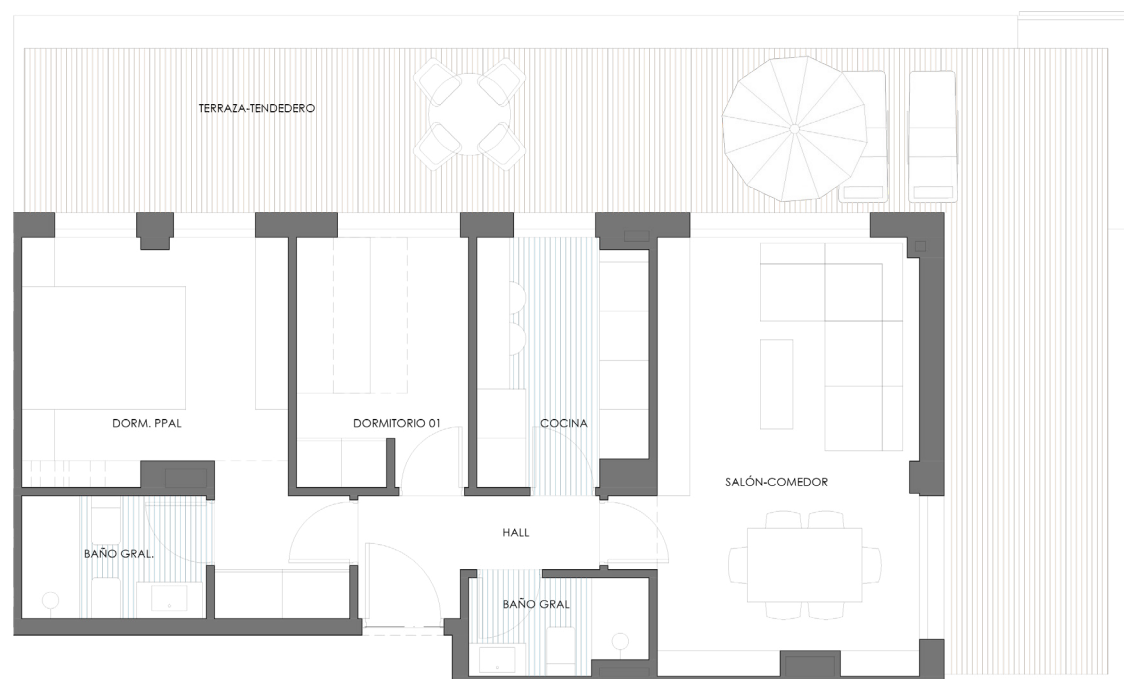 TERRAZA-TENDEDERO
DORM. PPAL
DORMITORIO 01
COCINA
SALÓN-COMEDOR
HALL
BAÑO GRAL.
BAÑO GRAL